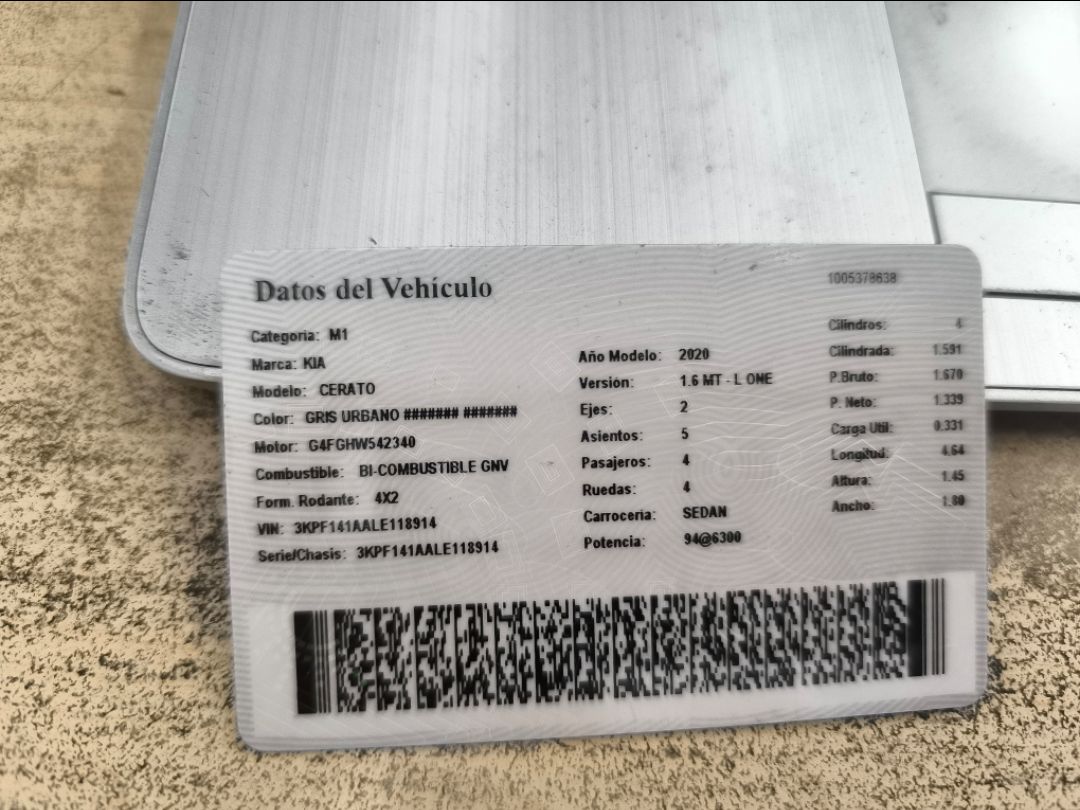 Datos del Vehículo
1005378638
Categoria: M1
Marca: KIA
Modelo: CERATO
Color: GRIS URBANO ####### #######
Motor: G4FGHW542340
Combustible: BI-COMBUSTIBLE GNV
Form. Rodante: 4X2
VIN: 3KPF141AALE118914
Serie/Chasis: 3KPF141AALE118914
Año Modelo: 2020
Versión: 1.6 MT - L ONE
Ejes: 2
Asientos: 5
Pasajeros: 4
Ruedas: 4
Carrocería: SEDAN
Potencia: 94@6300
Cilindros: 4
Cilindrada: 1.591
P.Bruto: 1.670
P. Neto: 1.339
Carga Util: 0.331
Longitud: 4.64
Altura: 1.45
Ancho: 1.80